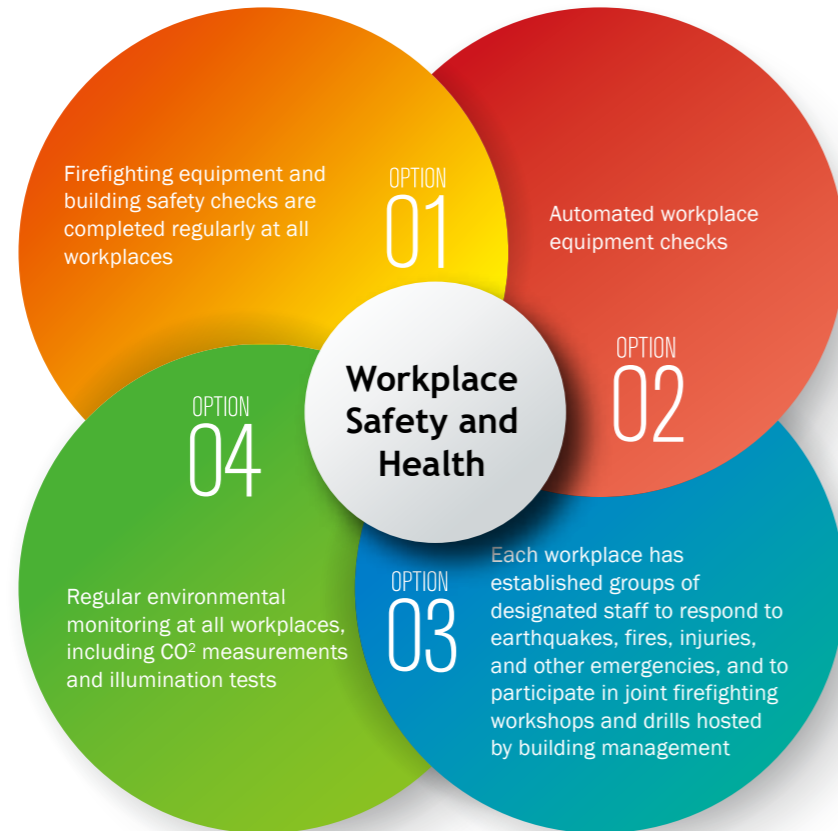 Firefighting equipment and
building safety checks are
completed regularly at all
workplaces
OPTION
01
Automated workplace
equipment checks
OPTION
02
Workplace
Safety and
Health
OPTION
04
Regular environmental
monitoring at all workplaces,
including CO² measurements
and illumination tests
OPTION
03
Each workplace has
established groups of
designated staff to respond to
earthquakes, fires, injuries,
and other emergencies, and to
participate in joint firefighting
workshops and drills hosted
by building management